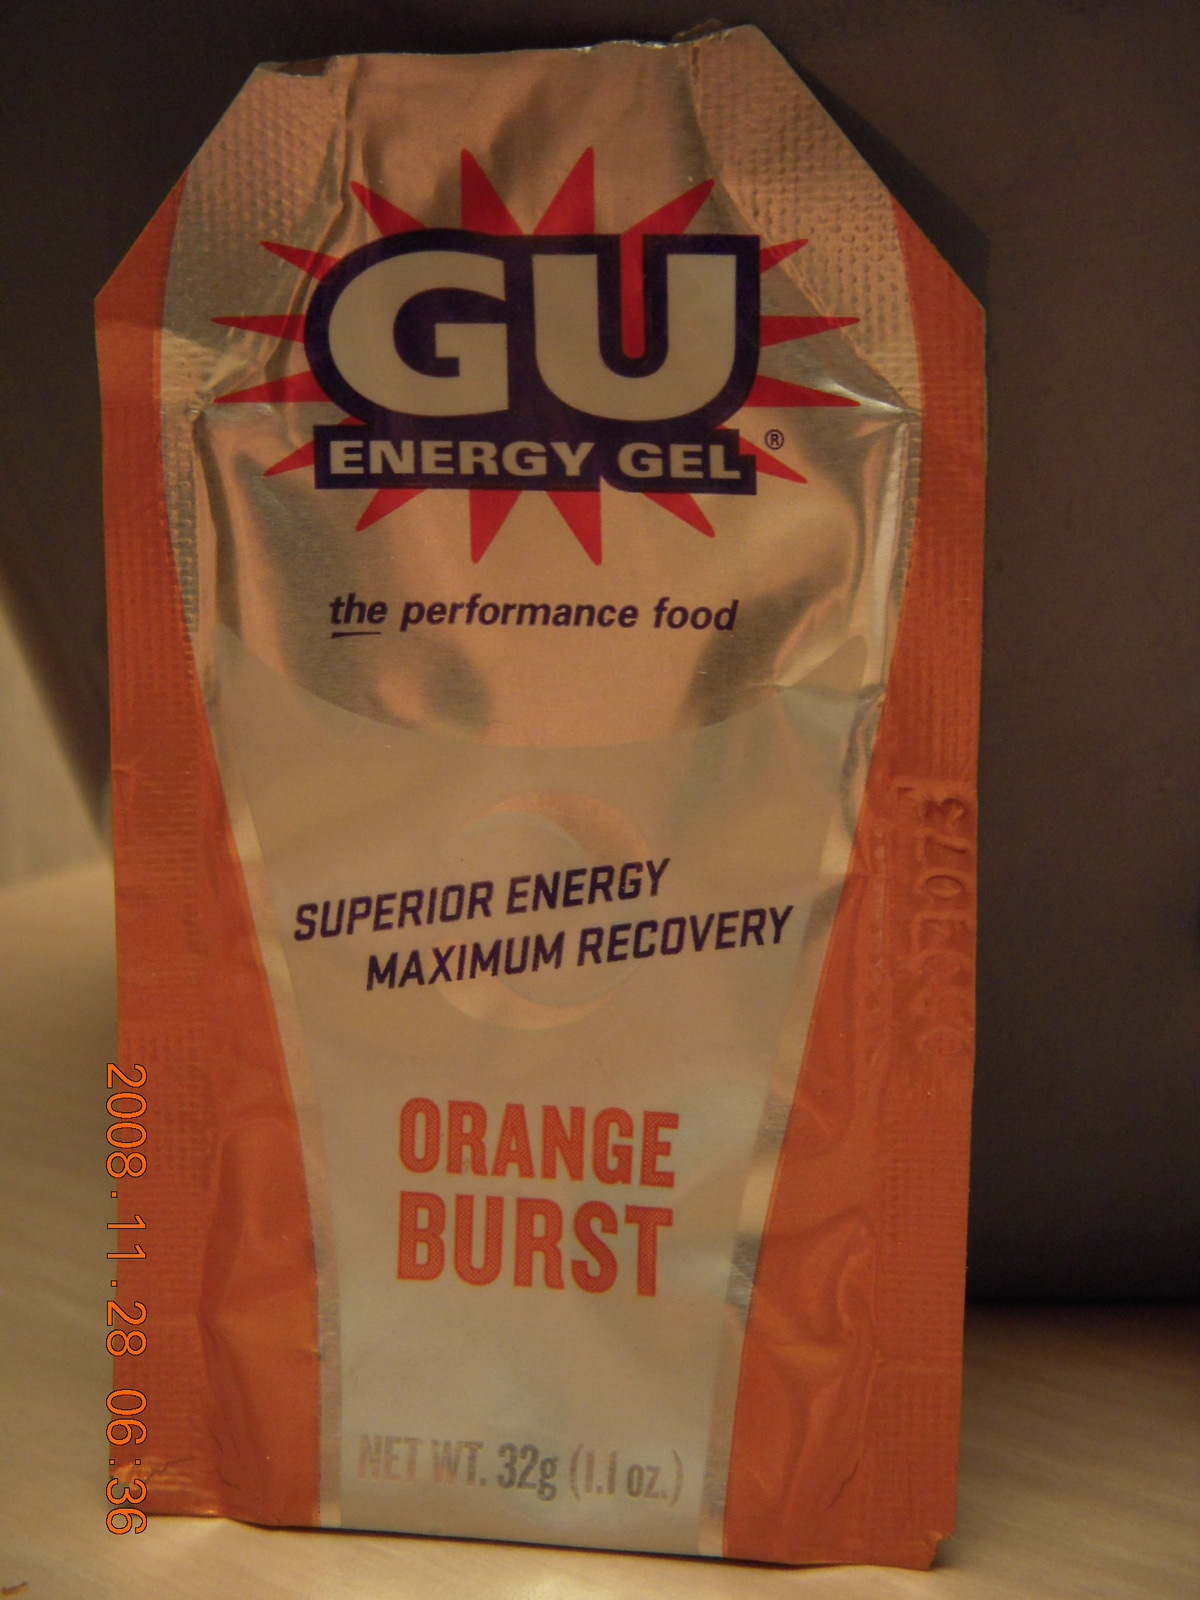 GU
ENERGY GEL®
the performance food
SUPERIOR ENERGY
MAXIMUM RECOVERY
ORANGE
BURST
NET WT. 32g (1.1 oz.)
2008.11.28 06:36